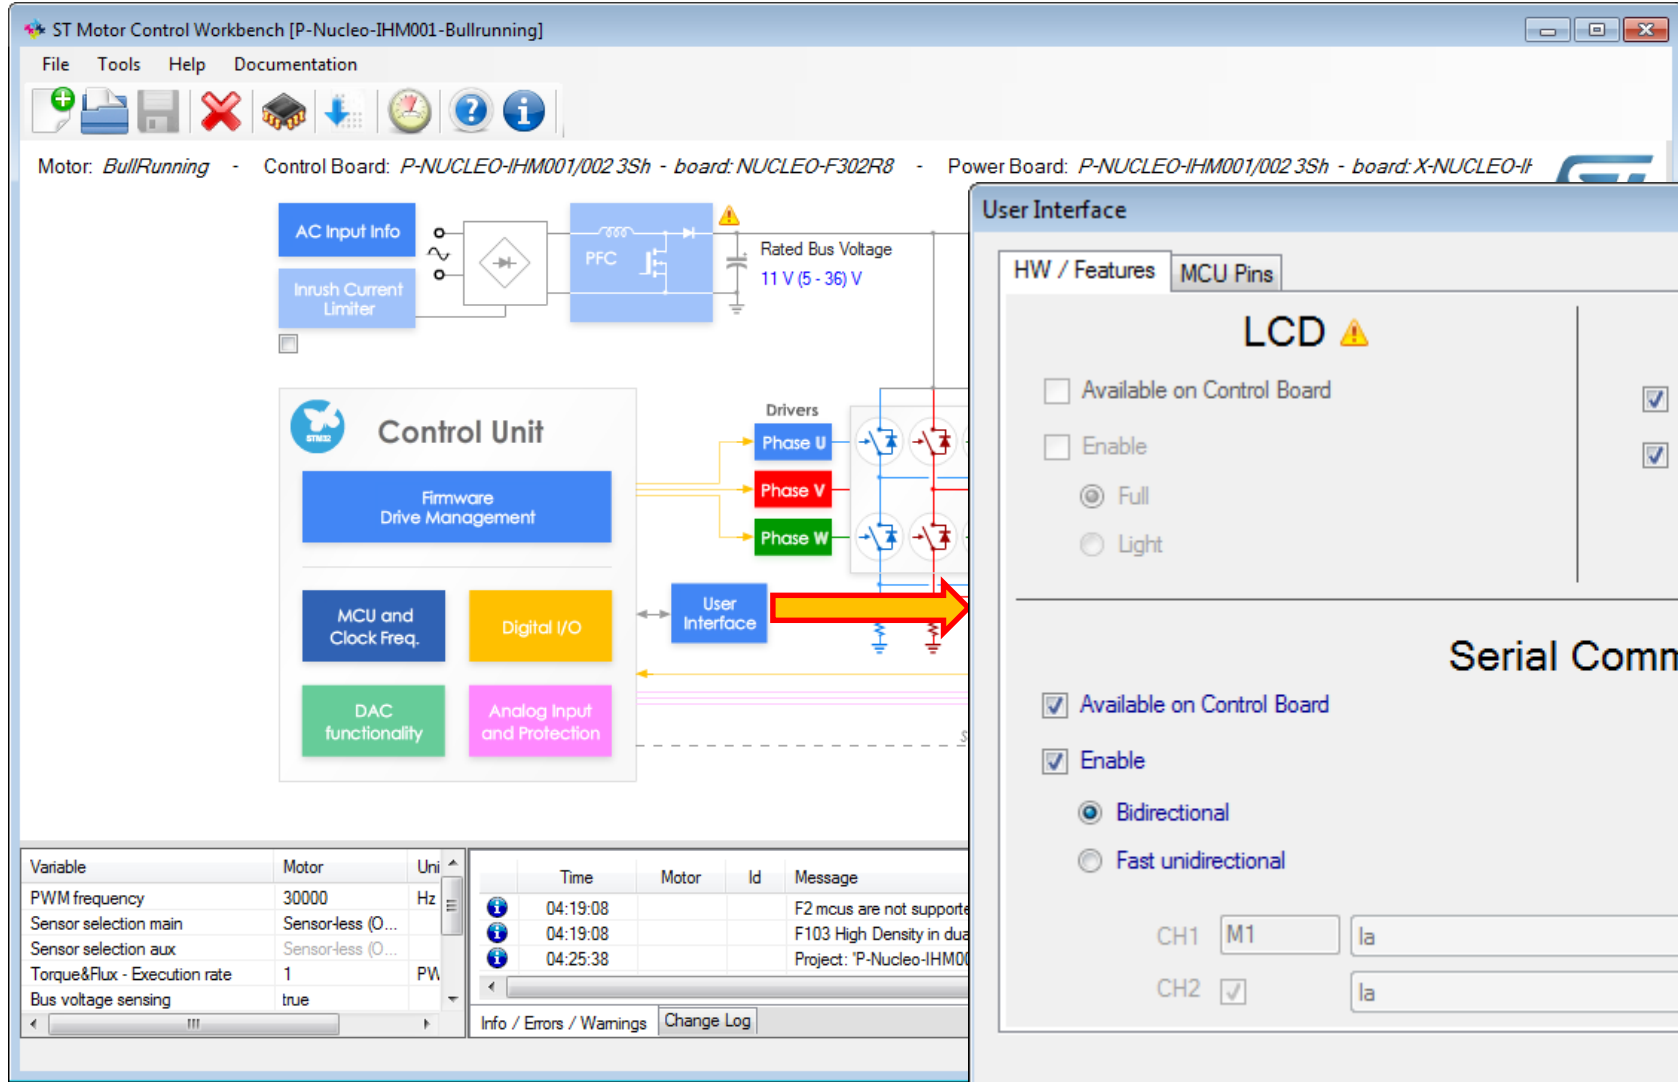 ST Motor Control Workbench [P-Nucleo-IHM001-Bullrunning]
File Tools Help Documentation
Motor: BullRunning - Control Board: P-NUCLEO-IHM001/002 3Sh - board: NUCLEO-F302R8 - Power Board: P-NUCLEO-IHM001/002 3Sh - board: X-NUCLEO-IH
AC Input Info
Inrush Current
Limiter
PFC
Rated Bus Voltage
11 V (5 - 36) V
STM32
Control Unit
Firmware
Drive Management
MCU and
Clock Freq.
Digital I/O
DAC
functionality
Analog Input
and Protection
Drivers
Phase U
Phase V
Phase W
User
Interface
S
Variable Motor Uni
PWM frequency 30000 Hz
Sensor selection main Sensor-less (O...
Sensor selection aux Sensor-less (O...
Torque&Flux - Execution rate 1 PW
Bus voltage sensing true
Time Motor Id Message
04:19:08 F2 mcus are not supporte
04:19:08 F103 High Density in dua
04:25:38 Project: 'P-Nucleo-IHM00
Info / Errors / Warnings Change Log
User Interface
HW / Features MCU Pins
LCD
Available on Control Board
Enable
Full
Light
Serial Comm
Available on Control Board
Enable
Bidirectional
Fast unidirectional
CH1 M1 Ia
CH2 Ia